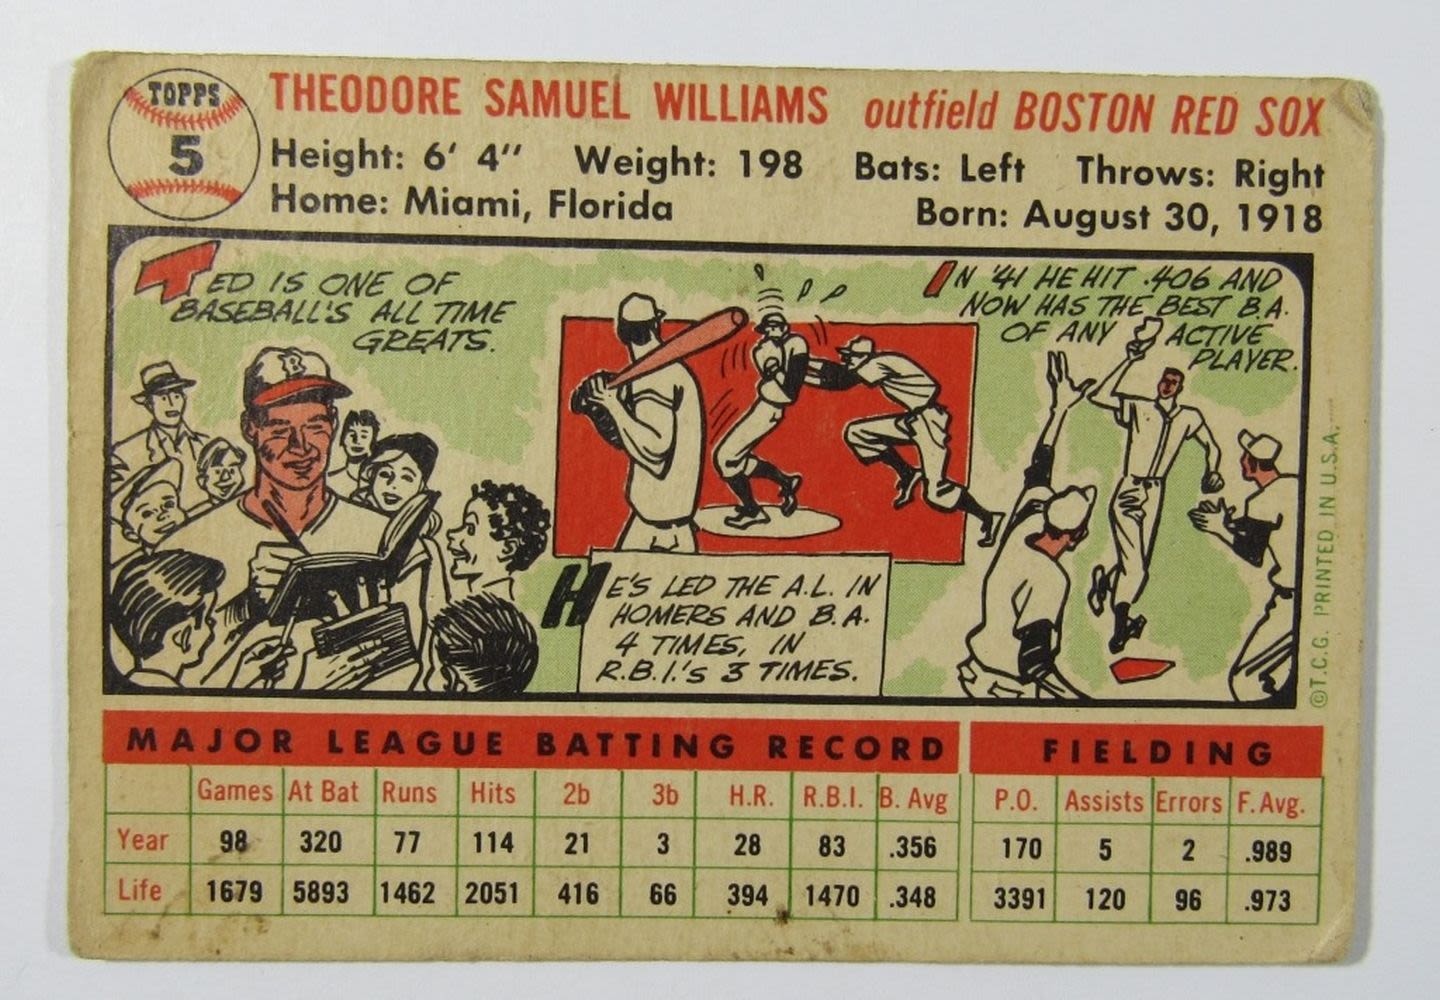 TOPPS
5
THEODORE SAMUEL WILLIAMS outfield BOSTON RED SOX
Height: 6' 4" Weight: 198 Bats: Left Throws: Right
Home: Miami, Florida Born: August 30, 1918
TED IS ONE OF
BASEBALL'S ALL TIME
GREATS.
B
HE'S LED THE A.L. IN
HOMERS AND B.A.
4 TIMES, IN
R.B.I.'s 3 TIMES.
IN '41 HE HIT .406 AND
NOW HAS THE BEST B.A.
OF ANY ACTIVE
PLAYER.
©T.C.G. PRINTED IN U.S.A.
MAJOR LEAGUE BATTING RECORD FIELDING
Games At Bat Runs Hits 2b 3b H.R. R.B.I. B. Avg P.O. Assists Errors F. Avg.
Year 98 320 77 114 21 3 28 83 .356 170 5 2 .989
Life 1679 5893 1462 2051 416 66 394 1470 .348 3391 120 96 .973